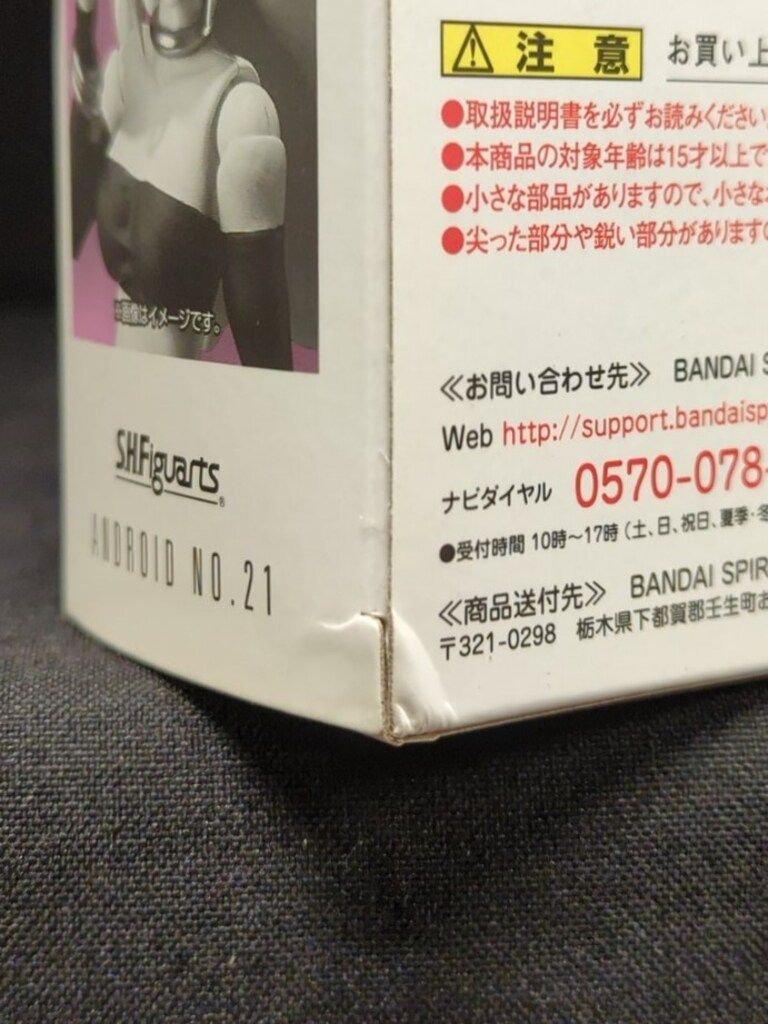 ※画像はイメージです。
S.H.Figuarts®
ANDROID NO.21
⚠注意 お買い上
●取扱説明書を必ずお読みください
●本商品の対象年齢は15才以上で
●小さな部品がありますので、小さな
●尖った部分や鋭い部分があります
≪お問い合わせ先≫ BANDAI S
Web http://support.bandaisp
ナビダイヤル 0570-078-
●受付時間 10時～17時（土、日、祝日、夏季・冬
≪商品送付先≫ BANDAI SPIR
〒321-0298 栃木県下都賀郡壬生町お